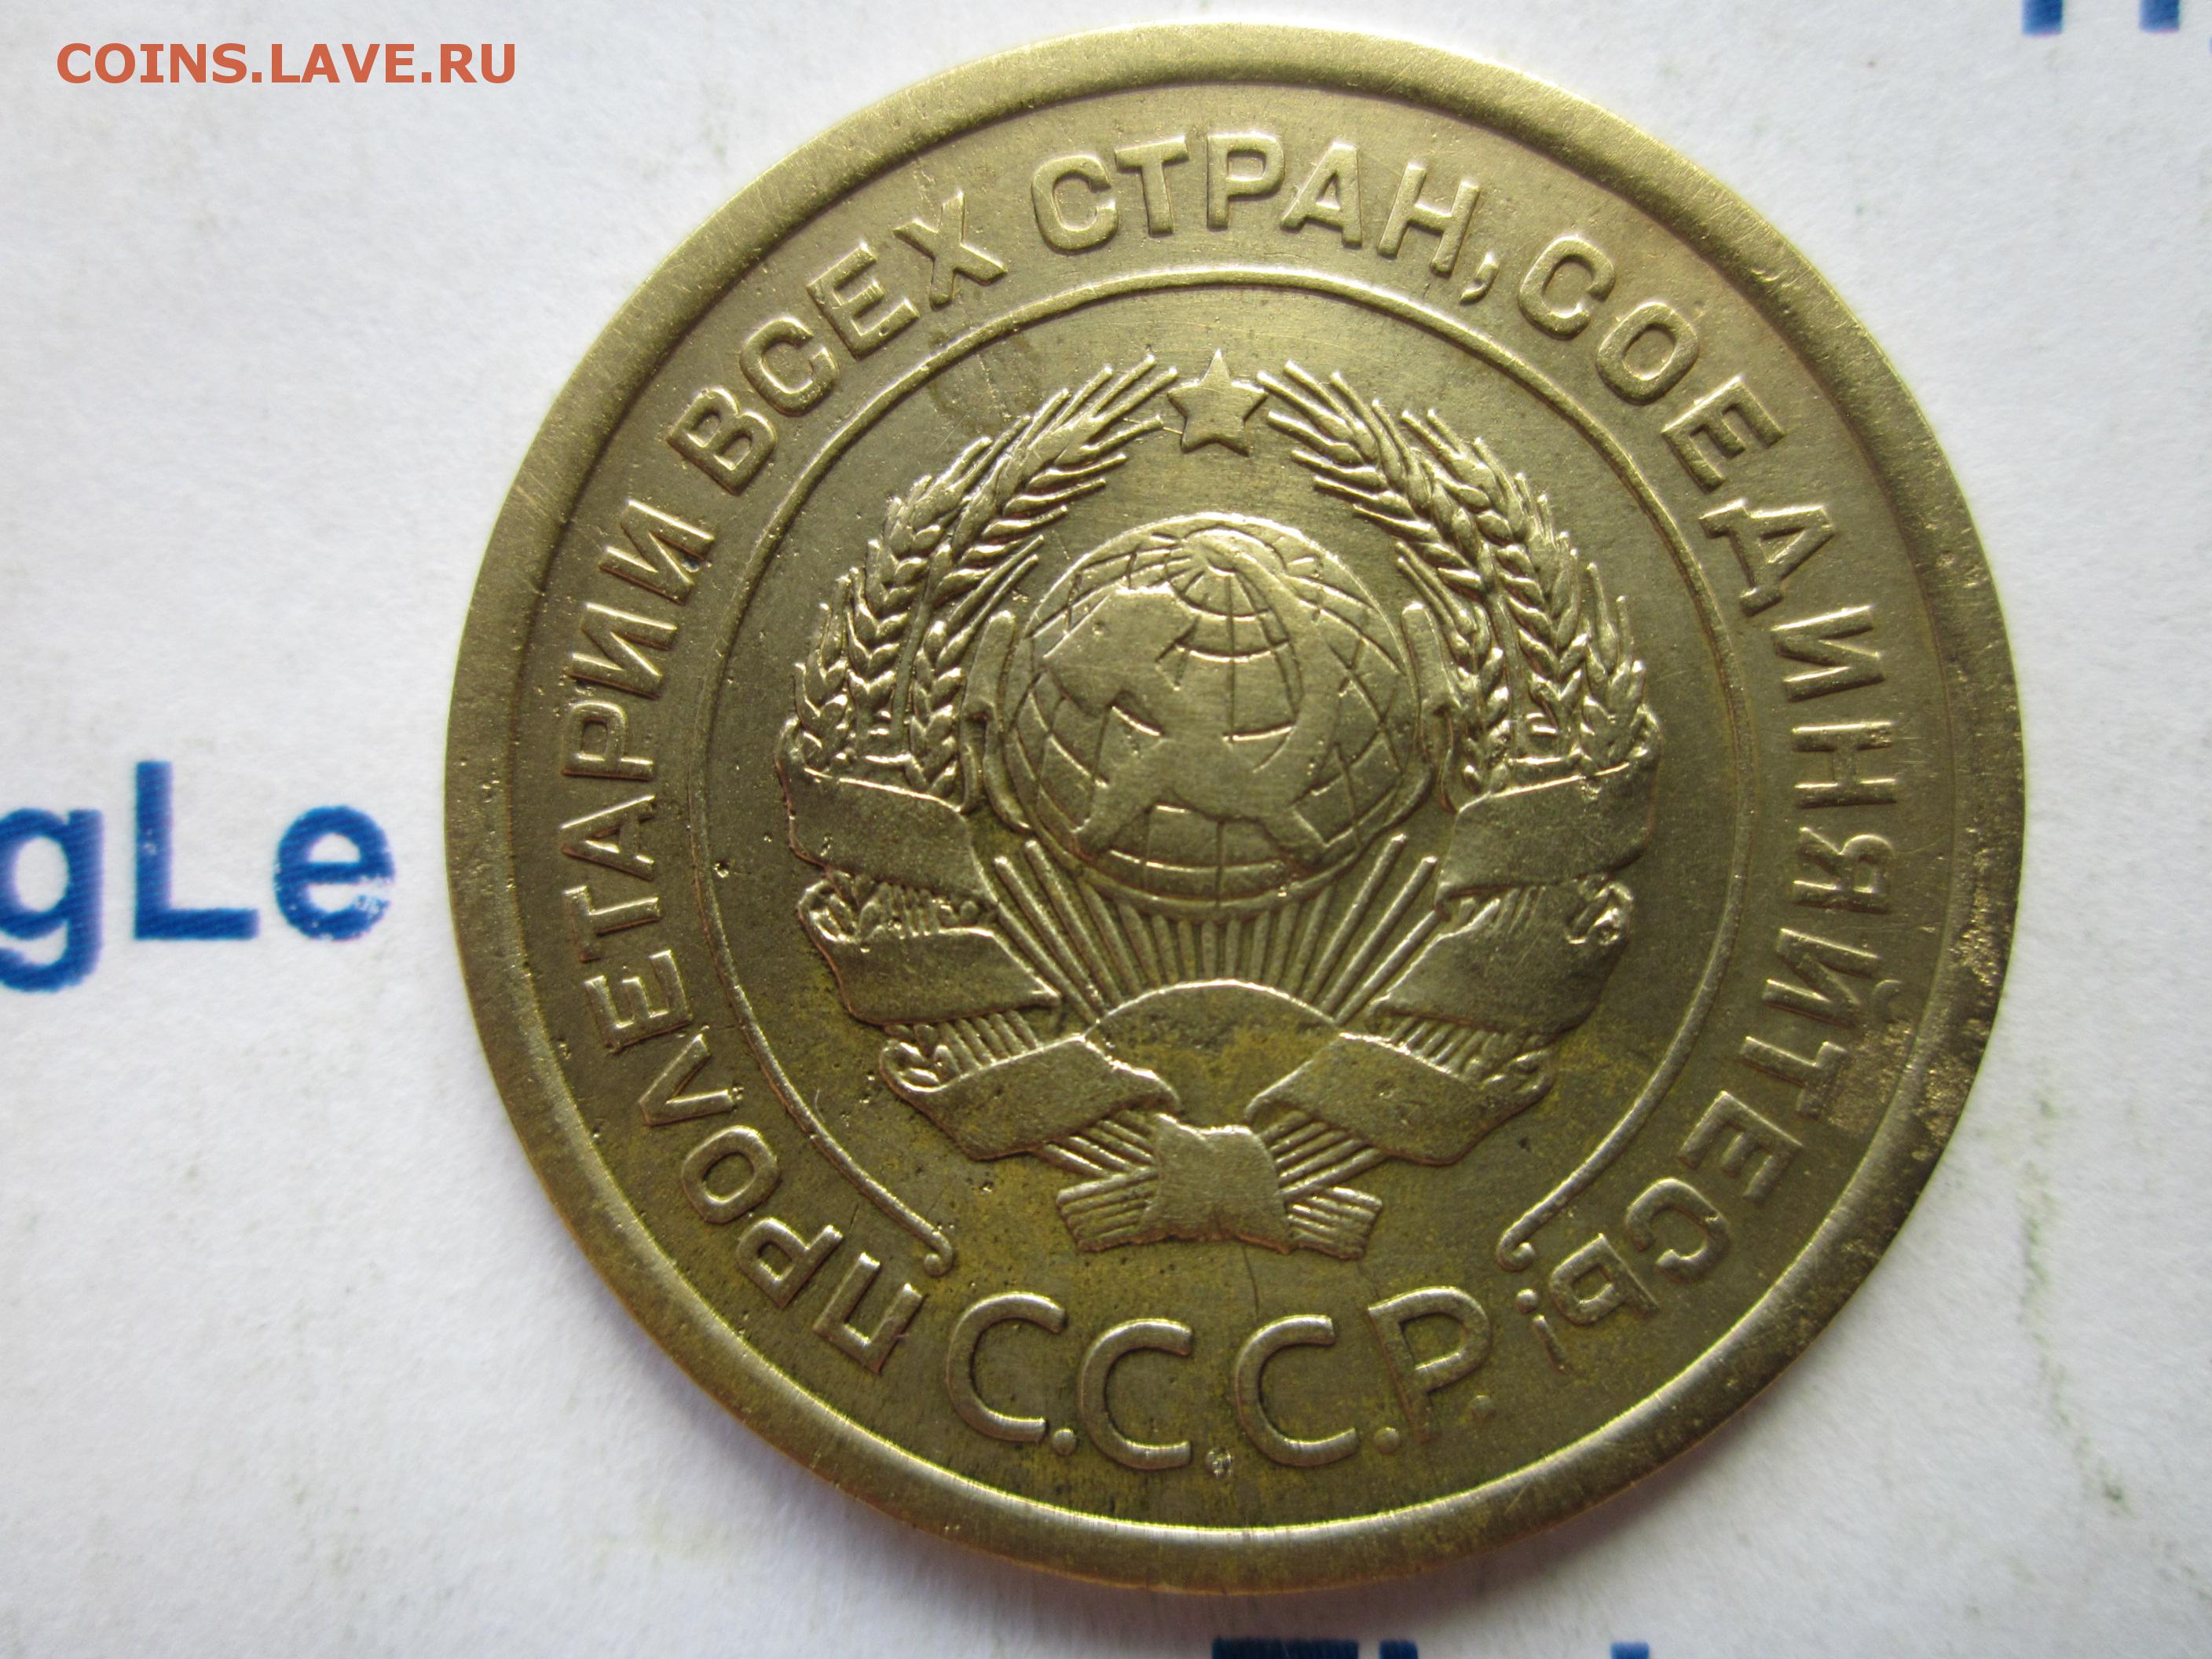 COINS.LAVE.RU
ПРОЛЕТАРИИ ВСЕХ СТРАН, СОЕДИНЯЙТЕСЬ!
С.С.С.Р.
gLe